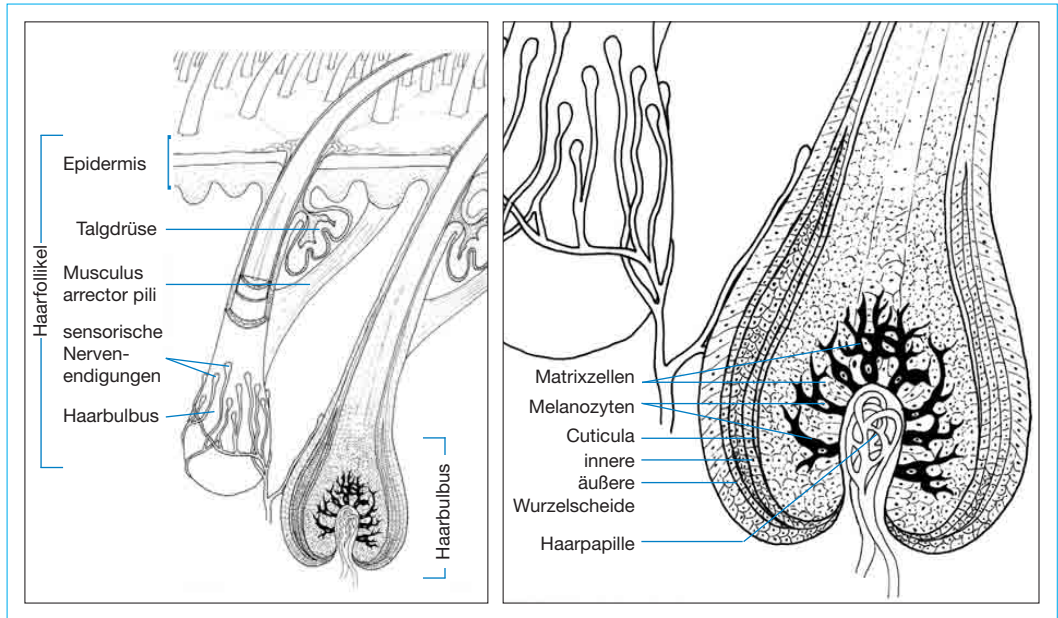 Haarfollikel
Epidermis
Talgdrüse
Musculus
arrector pili
sensorische
Nerven-
endigungen
Haarbulbus
Haarbulbus
Matrixzellen
Melanozyten
Cuticula
innere
äußere
Wurzelscheide
Haarpapille